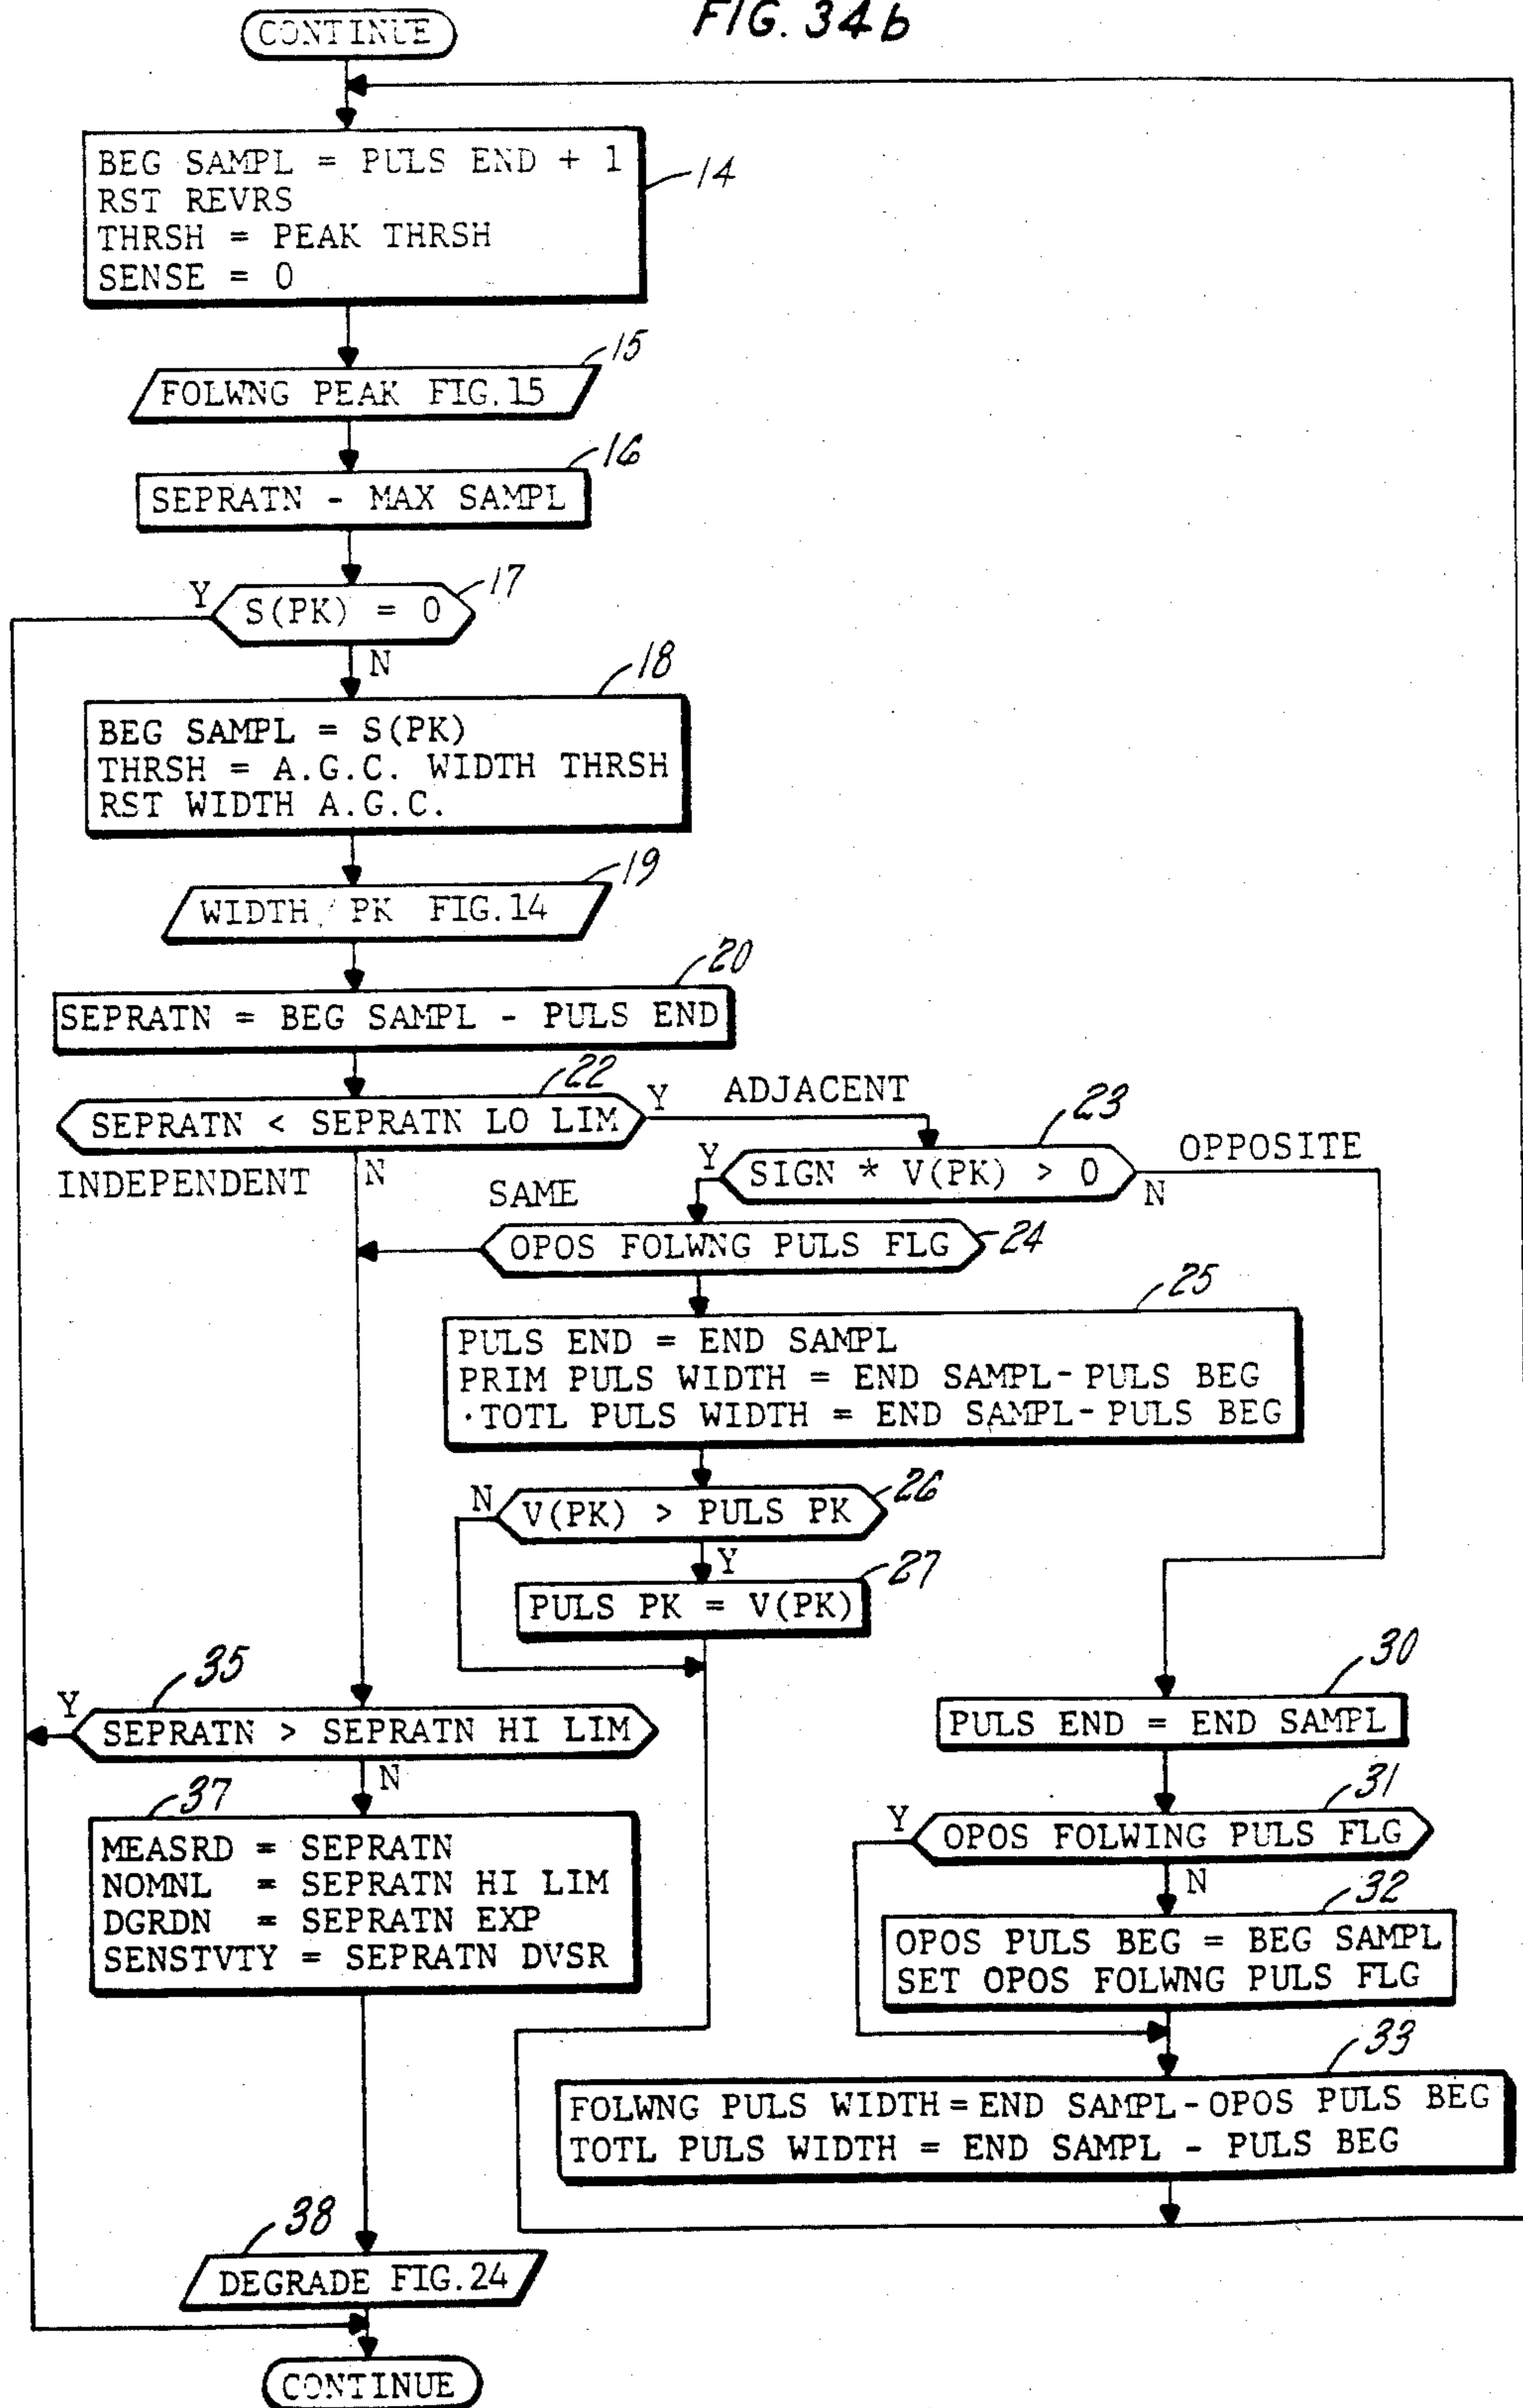 FIG. 34b
CONTINUE
BEG SAMPL = PULS END + 1
RST REVRS
THRSH = PEAK THRSH
SENSE = 0
14
15
FOLWNG PEAK FIG.15
16
SEPRATN - MAX SAMPL
17
Y
S(PK) = 0
N
18
BEG SAMPL = S(PK)
THRSH = A.G.C. WIDTH THRSH
RST WIDTH A.G.C.
19
WIDTH PK FIG.14
20
SEPRATN = BEG SAMPL - PULS END
22
SEPRATN < SEPRATN LO LIM
Y
ADJACENT
INDEPENDENT
N
23
Y
SIGN * V(PK) > 0
N
OPPOSITE
SAME
OPOS FOLWNG PULS FLG
24
25
PULS END = END SAMPL
PRIM PULS WIDTH = END SAMPL-PULS BEG
TOTL PULS WIDTH = END SAMPL-PULS BEG
26
N
V(PK) > PULS PK
Y
27
PULS PK = V(PK)
30
PULS END = END SAMPL
35
Y
SEPRATN > SEPRATN HI LIM
N
31
Y
OPOS FOLWING PULS FLG
N
37
MEASRD = SEPRATN
NOMNL = SEPRATN HI LIM
DGRDN = SEPRATN EXP
SENSTVTY = SEPRATN DVSR
32
OPOS PULS BEG = BEG SAMPL
SET OPOS FOLWNG PULS FLG
33
FOLWNG PULS WIDTH=END SAMPL-OPOS PULS BEG
TOTL PULS WIDTH = END SAMPL - PULS BEG
38
DEGRADE FIG.24
CONTINUE